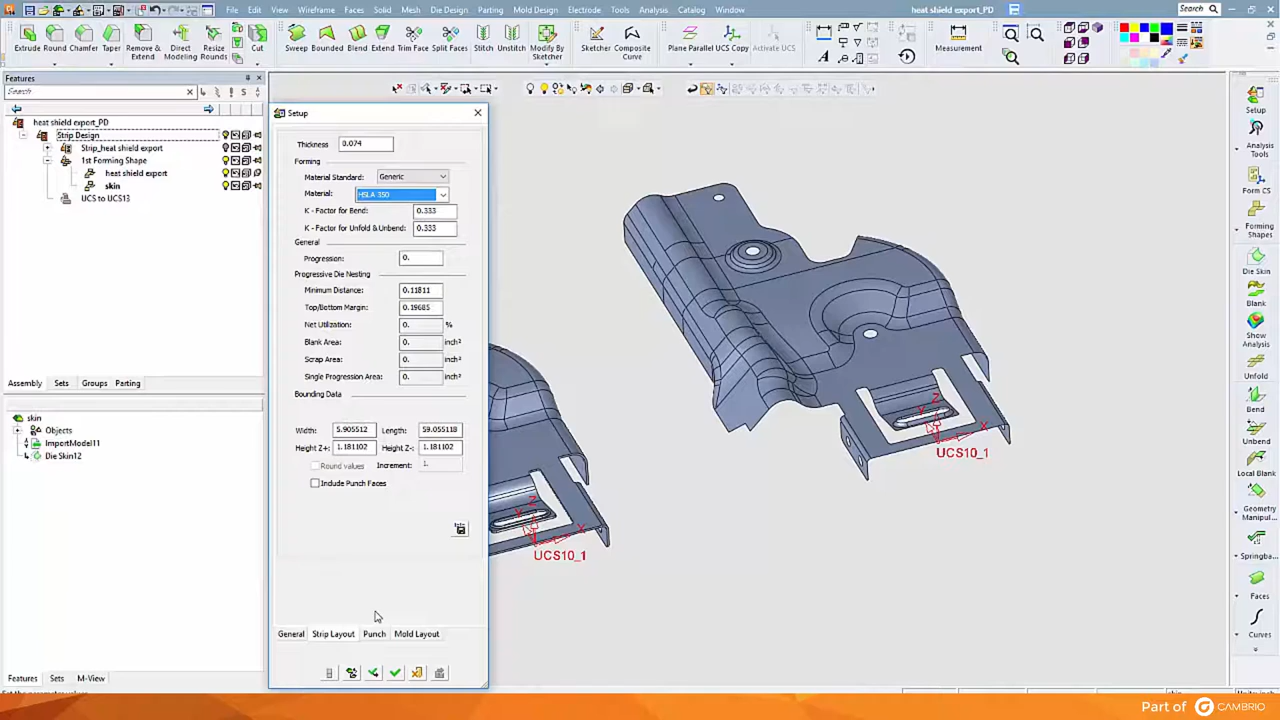 File Edit Views Wireframe Faces Solid Mesh Die Design Parting Mold Design Electrode Tools Analysis Catalog Window
heat shield export_PD
Search
Extrude Round Chamfer Taper Remove & Extend Direct Modeling Resize Rounds Cut Sweep Bounded Blend Extend Trim Face Split Faces Stitch Unstitch Modify By Sketcher Sketcher Composite Curve Plane Parallel UCS Copy Activate UCS Measurement
Features
Search
heat shield export_PD
Strip Design
Strip_heat shield export
1st Forming Shape
heat shield export
skin
UCS to UCS13
Assembly Sets Groups Parting
skin
Objects
ImportModel11
Die Skin12
Features Sets M-View
Setup
Thickness 0.074
Forming
Material Standard: Generic
Material: HSLA 350
K - Factor for Bend: 0.333
K - Factor for Unfold & Unbend: 0.333
General
Progression: 0.
Progressive Die Nesting
Minimum Distance: 0.11811
Top/Bottom Margin: 0.19685
Net Utilization: 0. %
Blank Area: 0. inch²
Scrap Area: 0. inch²
Single Progression Area: 0. inch²
Bounding Data
Width: 5.905512 Length: 59.055118
Height Z+: 1.181102 Height Z-: 1.181102
Round values Increment: 1.
Include Punch Faces
General Strip Layout Punch Mold Layout
Z
Y
X
UCS10_1
Z
Y
X
UCS10_1
Setup
Analysis Tools
Form CS
Forming Shapes
Die Skin
Blank
Show Analysis
Unfold
Bend
Unbend
Local Blank
Geometry Manipul...
Springba...
Faces
Curves
Part of CAMBRIO